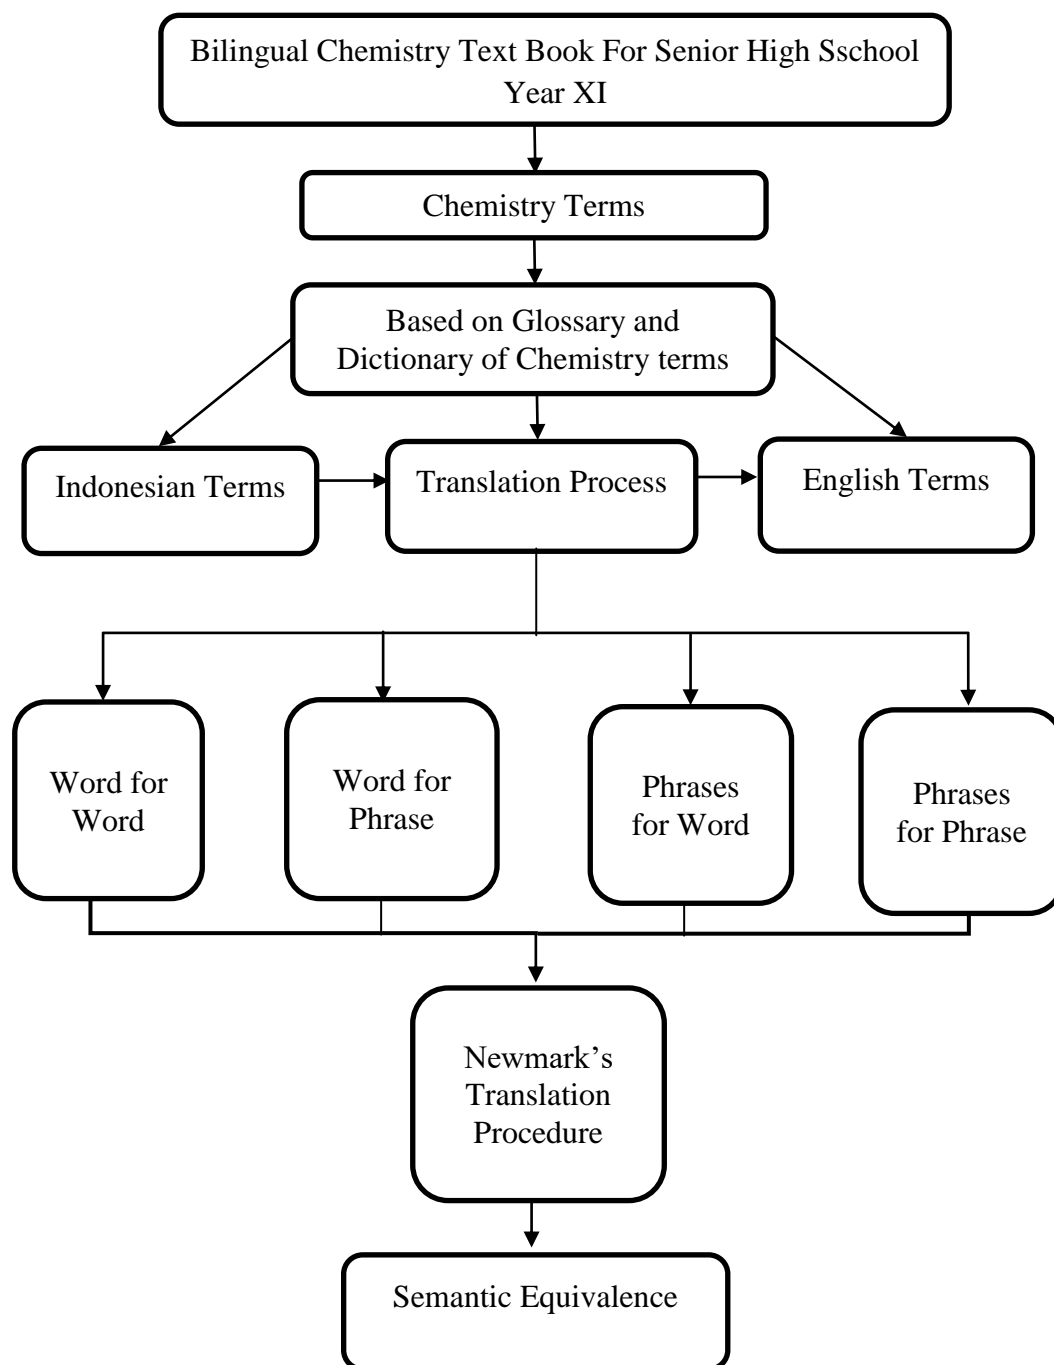 Bilingual Chemistry Text Book For Senior High Sschool
Year XI
Chemistry Terms
Based on Glossary and
Dictionary of Chemistry terms
Indonesian Terms
Translation Process
English Terms
Word for
Word
Word for
Phrase
Phrases
for Word
Phrases
for Phrase
Newmark’s
Translation
Procedure
Semantic Equivalence